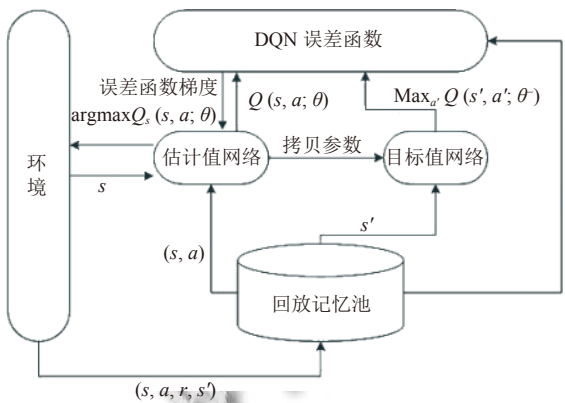 DQN 误差函数
误差函数梯度
argmaxQₛ (s, a; θ)
Q (s, a; θ)
Maxₐ′ Q (s′, a′; θ⁻)
环
境
估计值网络
拷贝参数
目标值网络
s
s′
(s, a)
回放记忆池
(s, a, r, s′)